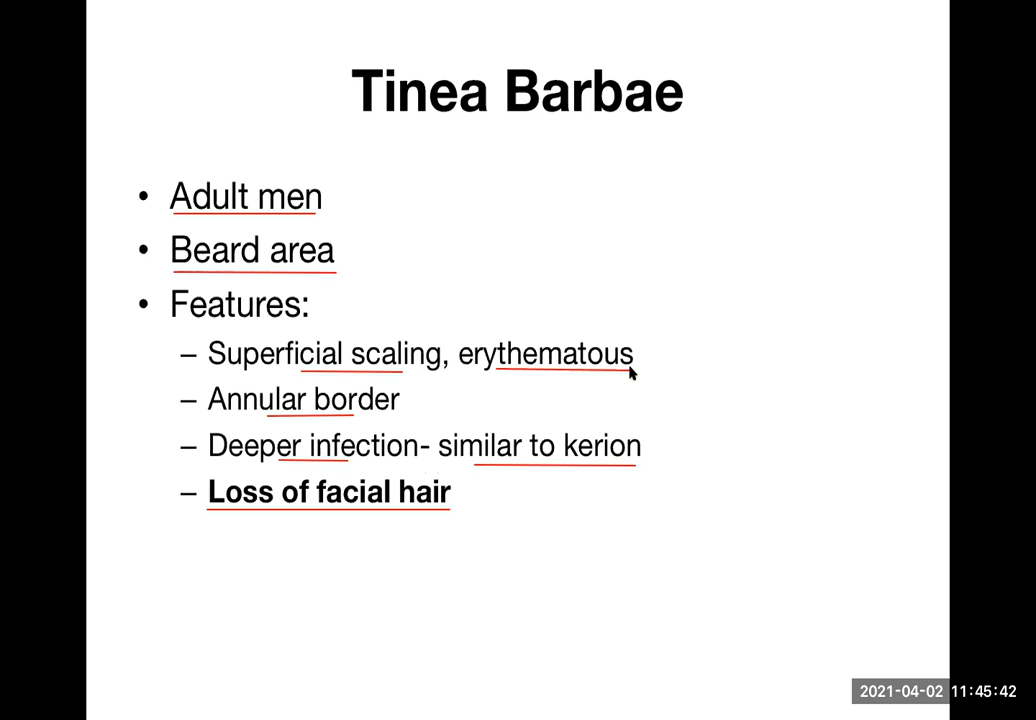 Tinea Barbae
• Adult men
• Beard area
• Features:
– Superficial scaling, erythematous
– Annular border
– Deeper infection- similar to kerion
– Loss of facial hair
2021-04-02 11:45:42